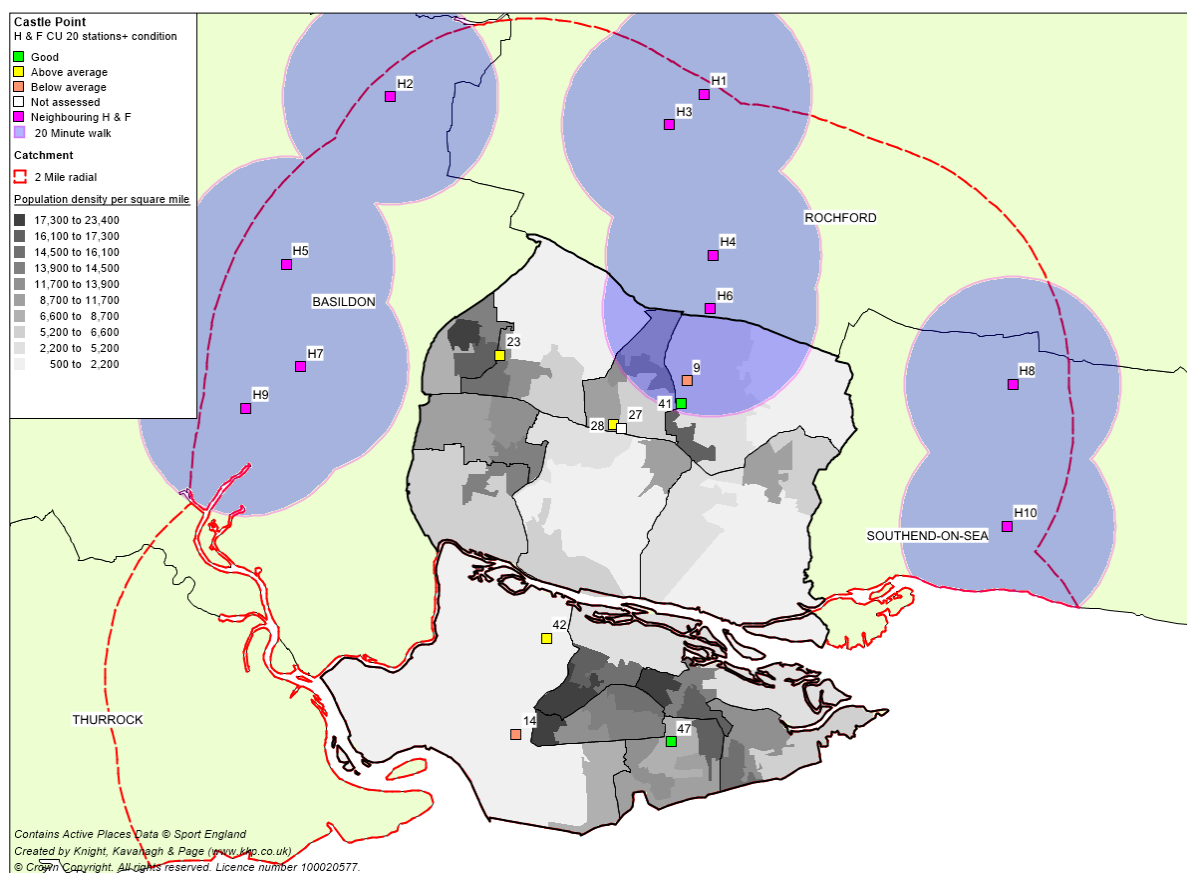 Castle Point
H & F CU 20 stations+ condition
Good
Above average
Below average
Not assessed
Neighbouring H & F
20 Minute walk
Catchment
2 Mile radial
Population density per square mile
17,300 to 23,400
16,100 to 17,300
14,500 to 16,100
13,900 to 14,500
11,700 to 13,900
8,700 to 11,700
6,600 to 8,700
5,200 to 6,600
2,200 to 5,200
500 to 2,200
H2
H1
H3
ROCHFORD
H4
H5
BASILDON
H6
23
H7
9
H8
H9
41
27
28
H10
SOUTHEND-ON-SEA
42
THURROCK
14
47
Contains Active Places Data © Sport England
Created by Knight, Kavanagh & Page (www.kkp.co.uk)
© Crown Copyright. All rights reserved. Licence number 100020577.